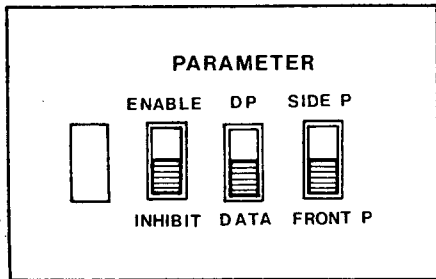 PARAMETER
ENABLE DP SIDE P
INHIBIT DATA FRONT P